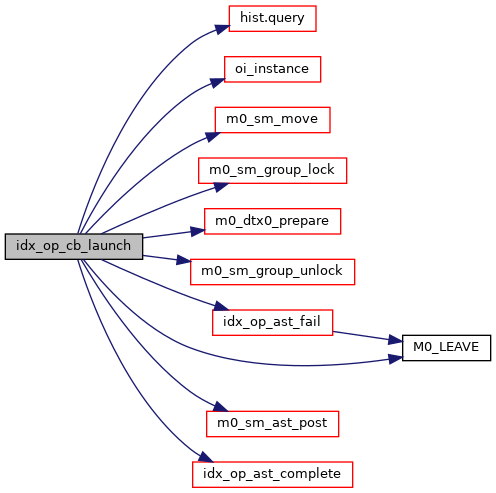 hist.query
oi_instance
m0_sm_move
m0_sm_group_lock
m0_dtx0_prepare
idx_op_cb_launch
m0_sm_group_unlock
idx_op_ast_fail
M0_LEAVE
m0_sm_ast_post
idx_op_ast_complete